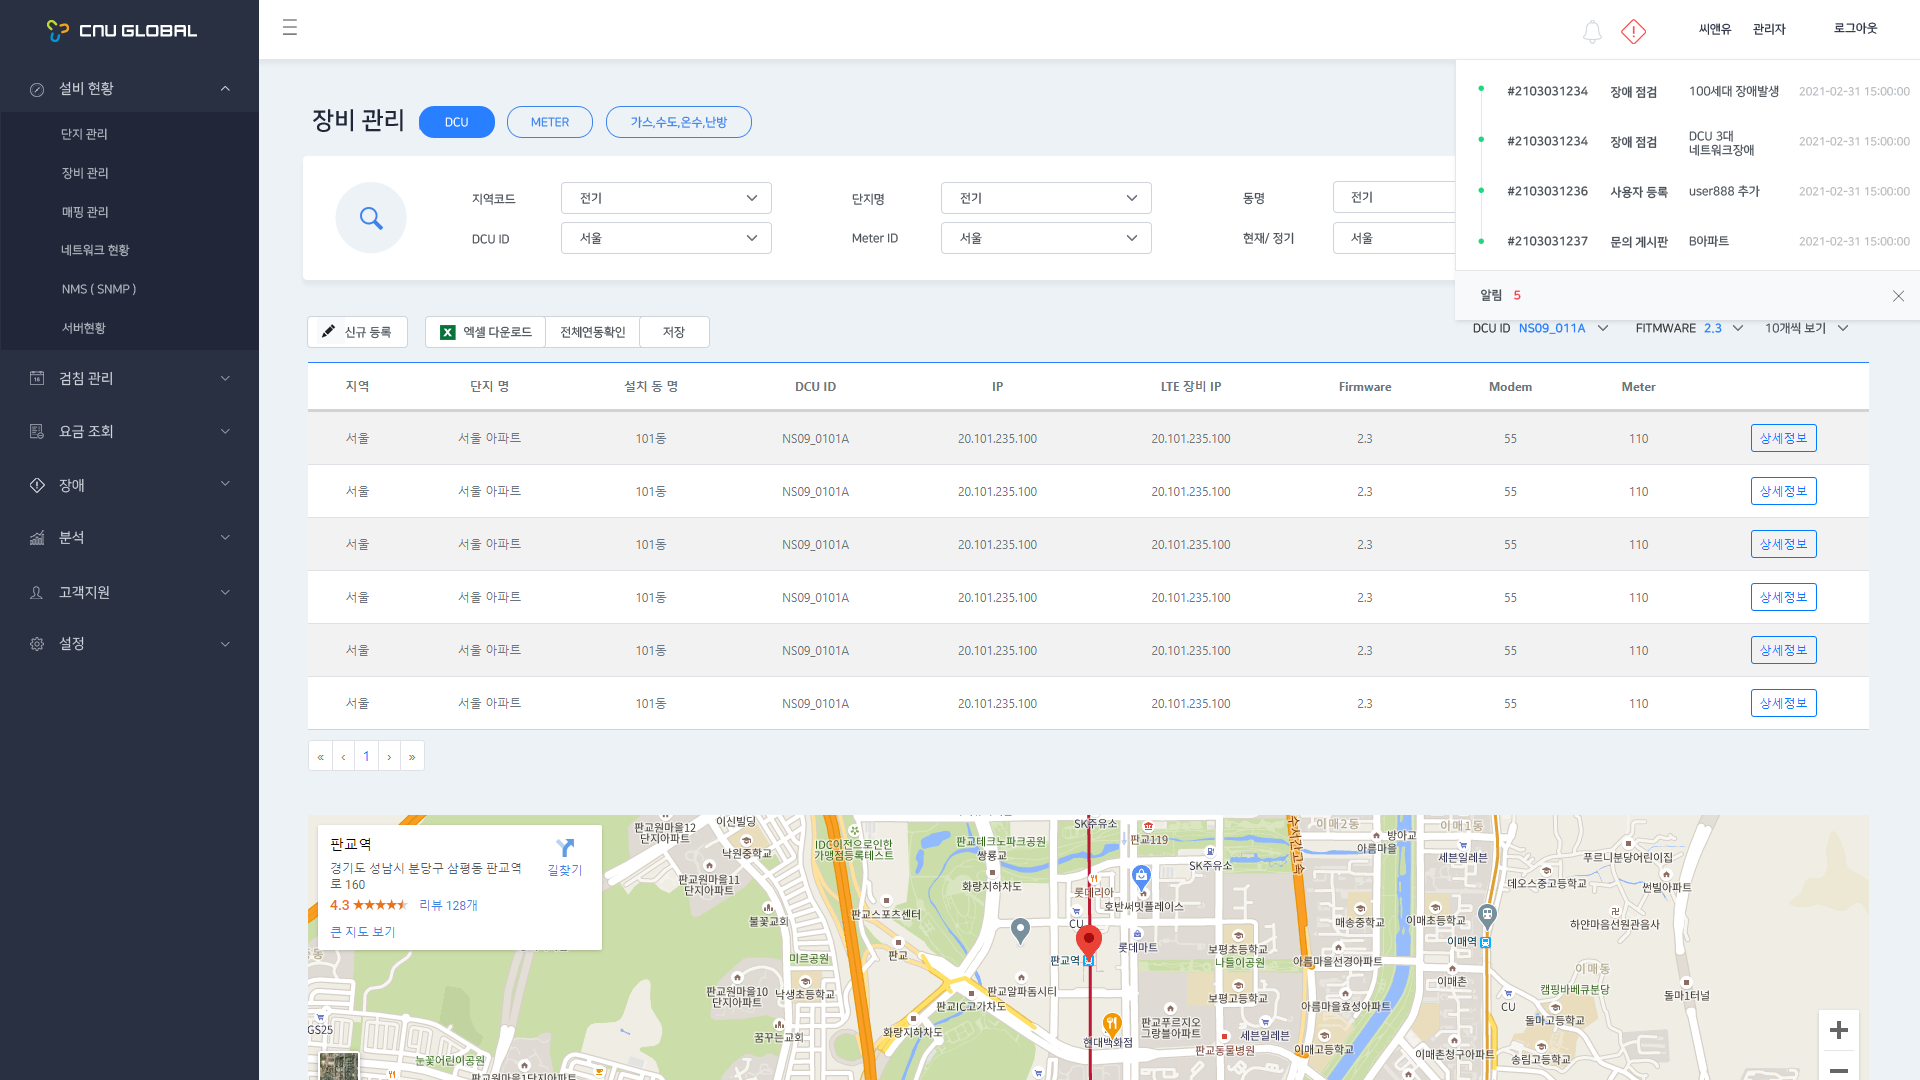 CNU GLOBAL
씨앤유 관리자 로그아웃
설비 현황
단지 관리
장비 관리
매핑 관리
네트워크 현황
NMS ( SNMP )
서버현황
검침 관리
요금 조회
장애
분석
고객지원
설정
#2103031234 장애 점검 100세대 장애발생 2021-02-31 15:00:00
#2103031234 장애 점검 DCU 3대 네트워크장애 2021-02-31 15:00:00
#2103031236 사용자 등록 user888 추가 2021-02-31 15:00:00
#2103031237 문의 게시판 B아파트 2021-02-31 15:00:00
알림 5
장비 관리 DCU METER 가스,수도,온수,난방
지역코드 전기 단지명 전기 동명 전기
DCU ID 서울 Meter ID 서울 현재/ 정기 서울
신규 등록 엑셀 다운로드 전체연동확인 저장
DCU ID NS09_011A FITMWARE 2.3 10개씩 보기
지역 단지 명 설치 동 명 DCU ID IP LTE 장비 IP Firmware Modem Meter
서울 서울 아파트 101동 NS09_0101A 20.101.235.100 20.101.235.100 2.3 55 110 상세정보
서울 서울 아파트 101동 NS09_0101A 20.101.235.100 20.101.235.100 2.3 55 110 상세정보
서울 서울 아파트 101동 NS09_0101A 20.101.235.100 20.101.235.100 2.3 55 110 상세정보
서울 서울 아파트 101동 NS09_0101A 20.101.235.100 20.101.235.100 2.3 55 110 상세정보
서울 서울 아파트 101동 NS09_0101A 20.101.235.100 20.101.235.100 2.3 55 110 상세정보
서울 서울 아파트 101동 NS09_0101A 20.101.235.100 20.101.235.100 2.3 55 110 상세정보
« ‹ 1 › »
판교역
길찾기
경기도 성남시 분당구 삼평동 판교역
로 160
4.3 ★★★★ 리뷰 128개
큰 지도 보기
판교원마을12
단지아파트
이신빌딩
낙원중학교
IDC이전으로인한
가맹점등록테스트
판교테크노파크공원
쌍용교
SK주유소
판교119
SK주유소
이매2동
아름마을
방아교
이매1동
세븐일레븐
푸르니분당어린이집
판교원마을11
단지아파트
화랑지하차도
롯데리아
호반써밋플레이스
데오스중고등학교
썬빌아파트
불꽃교회
판교스포츠센터
CU
매송중학교
이매초등학교
하얀마음선원관음사
판교
롯데마트
보평중학교
나들이공원
이매역
미르공원
판교역
아름마을선경아파트
이매동
판교원마을10
단지아파트
낙생초등학교
판교알파돔시티
보평고등학교
이매촌
캠핑바베큐분당
돌마1터널
판교IC고가차도
아름마을효성아파트
CU
GS25
꿈꾸는교회
화랑지하차도
현대백화점
판교푸르지오
그랑블아파트
세븐일레븐
돌마고등학교
눈꽃어린이공원
판교동물병원
이매고등학교
이매촌청구아파트
송림고등학교
판교원마을1단지아파트